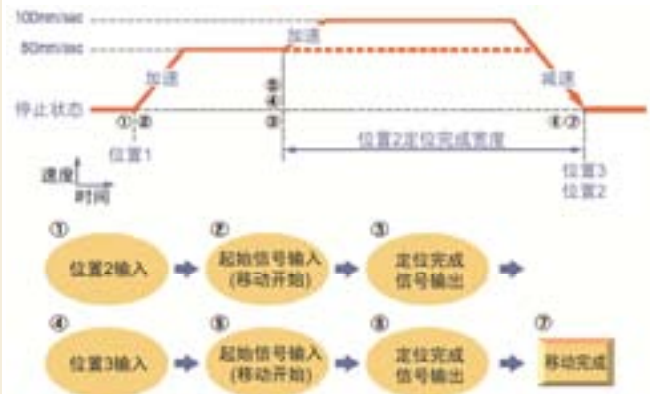 100mm/sec
加速
50mm/sec
加速
减速
停止状态
⑤
④
① ② ③ ⑥ ⑦
位置1
位置2定位完成宽度
位置3
位置2
速度
时间
① ② ③
位置2输入
起始信号输入
(移动开始)
定位完成
信号输出
④ ⑤ ⑥ ⑦
位置3输入
起始信号输入
(移动开始)
定位完成
信号输出
移动完成